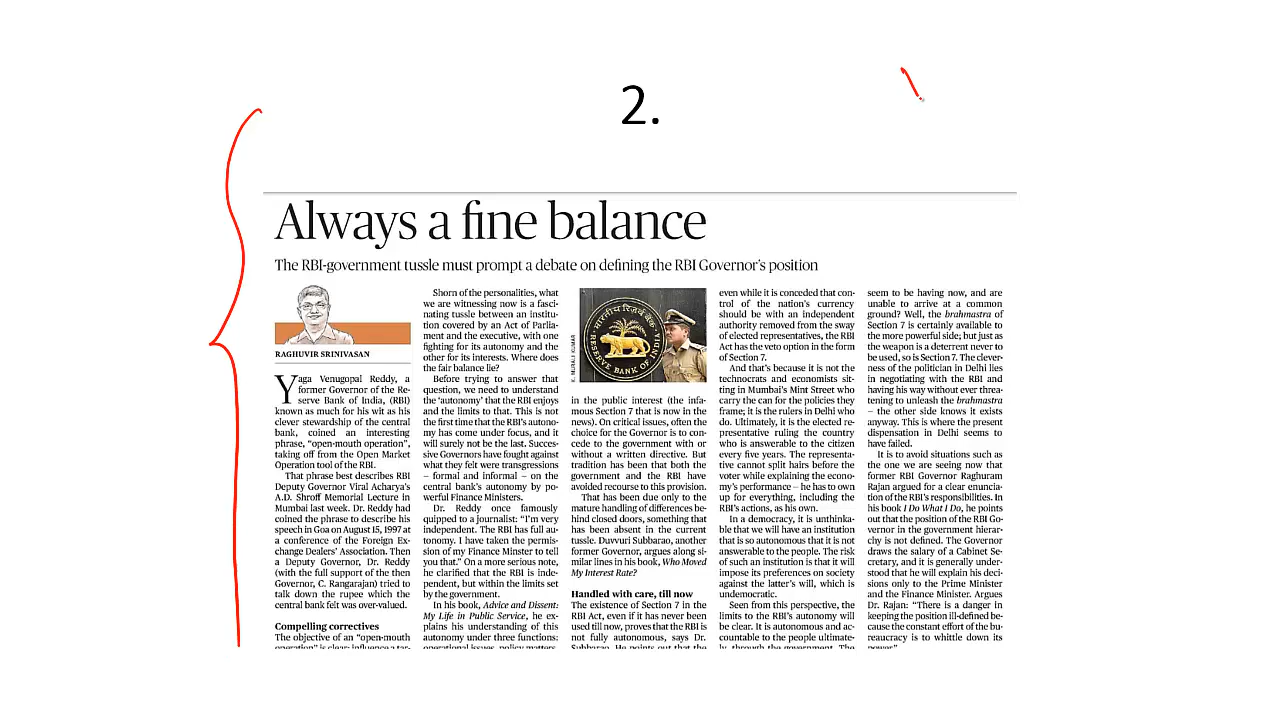 2.
Always a fine balance
The RBI-government tussle must prompt a debate on defining the RBI Governor's position
RAGHUVIR SRINIVASAN
Yaga Venugopal Reddy, a
former Governor of the Re-
serve Bank of India, (RBI)
known as much for his wit as his
clever stewardship of the central
bank, coined an interesting
phrase, "open-mouth operation",
taking off from the Open Market
Operation tool of the RBI.
That phrase best describes RBI
Deputy Governor Viral Acharya's
A.D. Shroff Memorial Lecture in
Mumbai last week. Dr. Reddy had
coined the phrase to describe his
speech in Goa on August 15, 1997 at
a conference of the Foreign Ex-
change Dealers' Association. Then
a Deputy Governor, Dr. Reddy
(with the full support of the then
Governor, C. Rangarajan) tried to
talk down the rupee which the
central bank felt was over-valued.
Compelling correctives
The objective of an "open-mouth
operation" is clear: influence a tar-
Shorn of the personalities, what
we are witnessing now is a fasci-
nating tussle between an institu-
tion covered by an Act of Parlia-
ment and the executive, with one
fighting for its autonomy and the
other for its interests. Where does
the fair balance lie?
Before trying to answer that
question, we need to understand
the 'autonomy' that the RBI enjoys
and the limits to that. This is not
the first time that the RBI's autono-
my has come under focus, and it
will surely not be the last. Succes-
sive Governors have fought against
what they felt were transgressions
– formal and informal – on the
central bank's autonomy by po-
werful Finance Ministers.
Dr. Reddy once famously
quipped to a journalist: "I'm very
independent. The RBI has full au-
tonomy. I have taken the permis-
sion of my Finance Minster to tell
you that." On a more serious note,
he clarified that the RBI is inde-
pendent, but within the limits set
by the government.
In his book, Advice and Dissent:
My Life in Public Service, he ex-
plains his understanding of this
autonomy under three functions:
operational issues, policy matters,
K. MURALI KUMAR
भारतीय रिज़र्व बैंक
RESERVE BANK OF INDIA
in the public interest (the infa-
mous Section 7 that is now in the
news). On critical issues, often the
choice for the Governor is to con-
cede to the government with or
without a written directive. But
tradition has been that both the
government and the RBI have
avoided recourse to this provision.
That has been due only to the
mature handling of differences be-
hind closed doors, something that
has been absent in the current
tussle. Duvvuri Subbarao, another
former Governor, argues along si-
milar lines in his book, Who Moved
My Interest Rate?
Handled with care, till now
The existence of Section 7 in the
RBI Act, even if it has never been
used till now, proves that the RBI is
not fully autonomous, says Dr.
Subbarao. He points out that the
even while it is conceded that con-
trol of the nation's currency
should be with an independent
authority removed from the sway
of elected representatives, the RBI
Act has the veto option in the form
of Section 7.
And that's because it is not the
technocrats and economists sit-
ting in Mumbai's Mint Street who
carry the can for the policies they
frame; it is the rulers in Delhi who
do. Ultimately, it is the elected re-
presentative ruling the country
who is answerable to the citizen
every five years. The representa-
tive cannot split hairs before the
voter while explaining the econo-
my's performance – he has to own
up for everything, including the
RBI's actions, as his own.
In a democracy, it is unthinka-
ble that we will have an institution
that is so autonomous that it is not
answerable to the people. The risk
of such an institution is that it will
impose its preferences on society
against the latter's will, which is
undemocratic.
Seen from this perspective, the
limits to the RBI's autonomy will
be clear. It is autonomous and ac-
countable to the people ultimate-
ly, through the government. The
seem to be having now, and are
unable to arrive at a common
ground? Well, the brahmastra of
Section 7 is certainly available to
the more powerful side; but just as
the weapon is a deterrent never to
be used, so is Section 7. The clever-
ness of the politician in Delhi lies
in negotiating with the RBI and
having his way without ever threa-
tening to unleash the brahmastra
– the other side knows it exists
anyway. This is where the present
dispensation in Delhi seems to
have failed.
It is to avoid situations such as
the one we are seeing now that
former RBI Governor Raghuram
Rajan argued for a clear enuncia-
tion of the RBI's responsibilities. In
his book I Do What I Do, he points
out that the position of the RBI Go-
vernor in the government hierar-
chy is not defined. The Governor
draws the salary of a Cabinet Se-
cretary, and it is generally under-
stood that he will explain his deci-
sions only to the Prime Minister
and the Finance Minister. Argues
Dr. Rajan: "There is a danger in
keeping the position ill-defined be-
cause the constant effort of the bu-
reaucracy is to whittle down its
power."